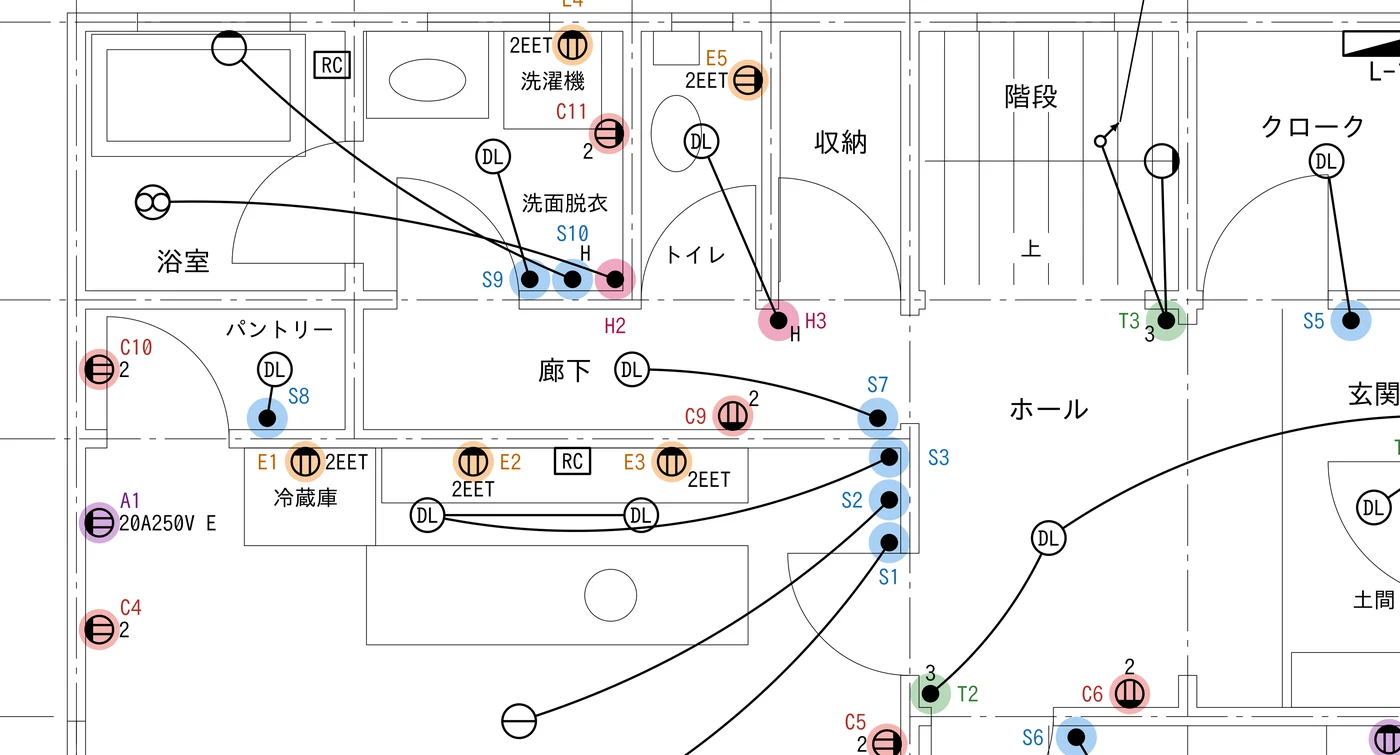 E4
2EET
RC
洗濯機
E5
2EET
L-
階段
クローク
C11
2
DL
DL
DL
収納
洗面脱衣
S10
H
浴室
トイレ
上
S9
H2
H3
H
T3
3
S5
パントリー
C10
2
DL
S8
廊下
DL
S7
2
C9
ホール
玄関
E1
2EET
E2
RC
E3
2EET
2EET
S3
冷蔵庫
A1
20A250V E
S2
DL
DL
DL
DL
S1
C4
2
土間
3
T2
2
C6
C5
2
S6